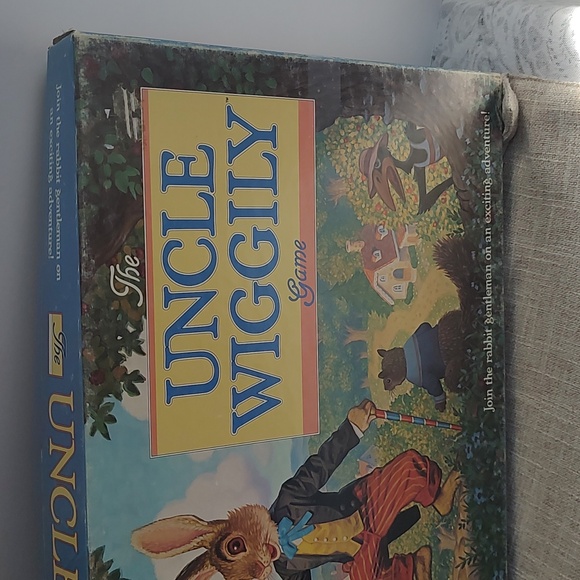 The
UNCLE
WIGGILY™
Game
Join the rabbit gentleman on an exciting adventure!
Join the rabbit gentleman on
an exciting adventure!
The
UNCLE